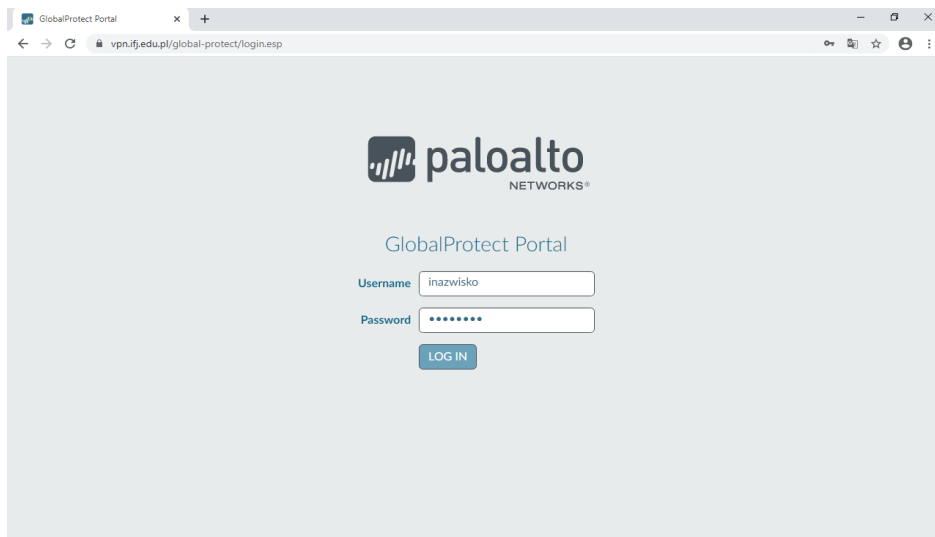 GlobalProtect Portal
vpn.ifj.edu.pl/global-protect/login.esp
paloalto
NETWORKS®
GlobalProtect Portal
Username inazwisko
Password ••••••••
LOG IN